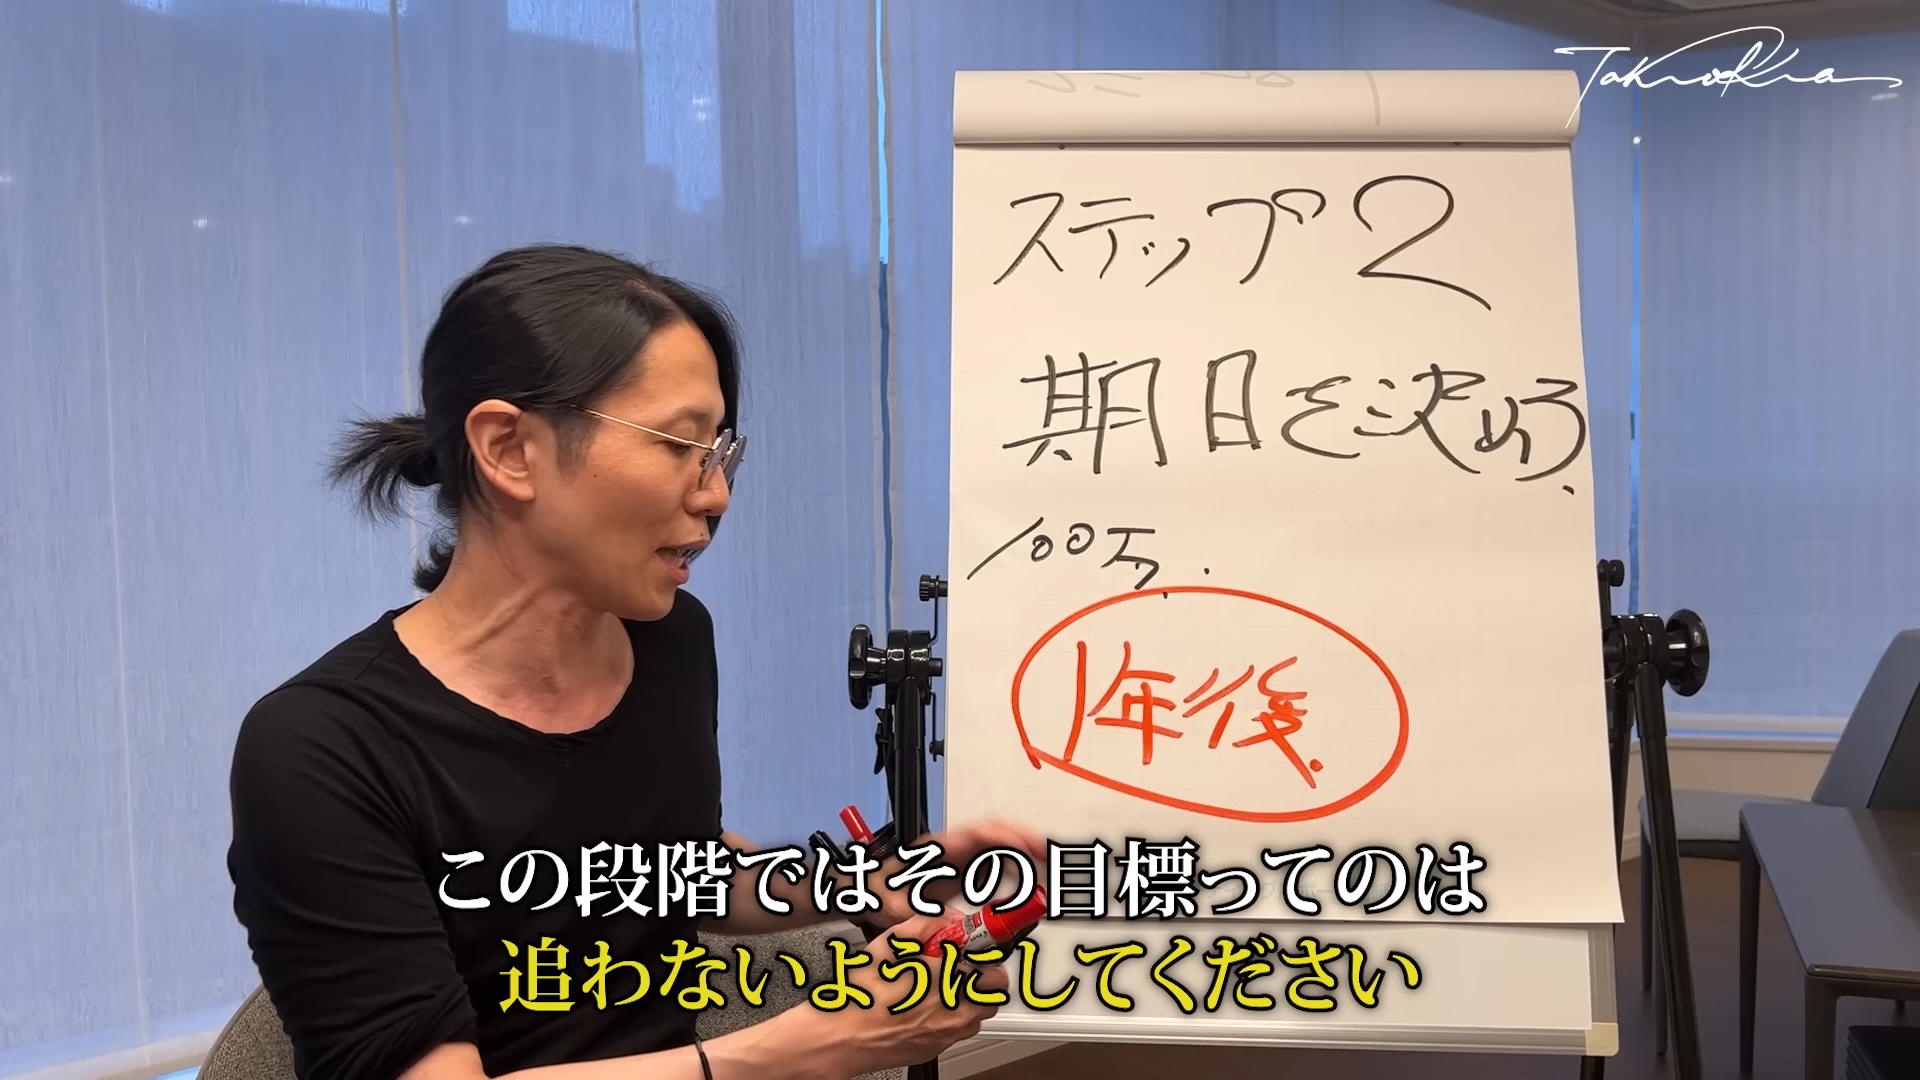 ステップ2
期日を決める.
100万.
1年後.
この段階ではその目標ってのは
追わないようにしてください